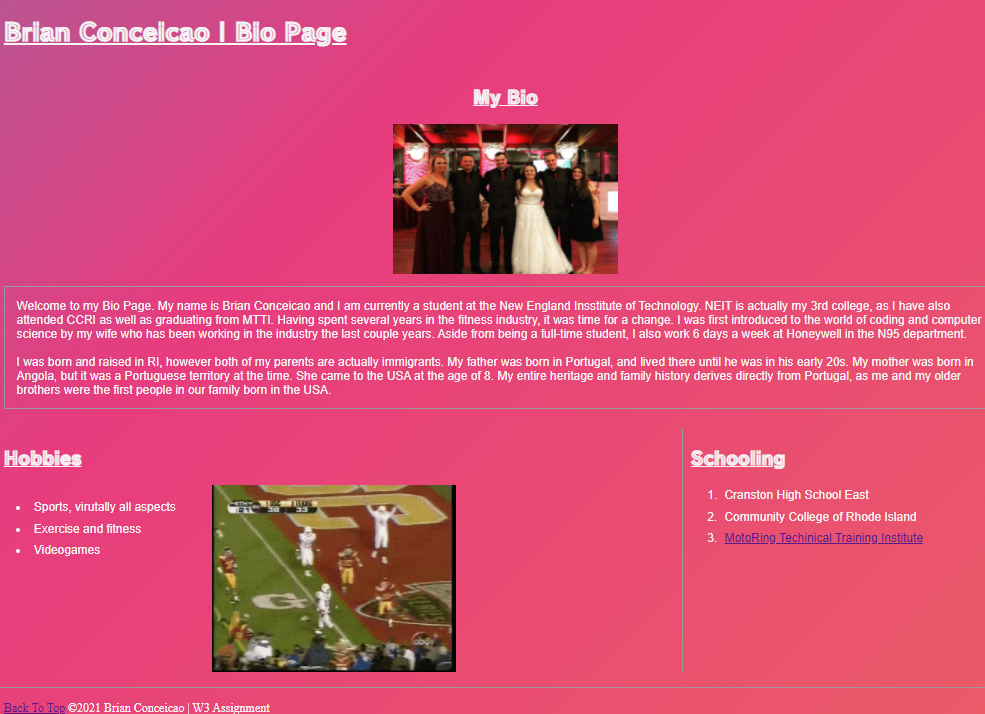 Brian Conceicao | Bio Page
My Bio
Welcome to my Bio Page. My name is Brian Conceicao and I am currently a student at the New England Insstitute of Technology. NEIT is actually my 3rd college, as I have also
attended CCRI as well as graduating from MTTI. Having spent several years in the fitness industry, it was time for a change. I was first introduced to the world of coding and computer
science by my wife who has been working in the industry the last couple years. Aside from being a full-time student, I also work 6 days a week at Honeywell in the N95 department.
I was born and raised in RI, however both of my parents are actually immigrants. My father was born in Portugal, and lived there until he was in his early 20s. My mother was born in
Angola, but it was a Portuguese territory at the time. She came to the USA at the age of 8. My entire heritage and family history derives directly from Portugal, as me and my older
brothers were the first people in our family born in the USA.
Hobbies
Sports, virutally all aspects
Exercise and fitness
Videogames
38 33
G
abc
Schooling
1. Cranston High School East
2. Community College of Rhode Island
3. MotoRing Techinical Training Institute
Back To Top ©2021 Brian Conceicao | W3 Assignment